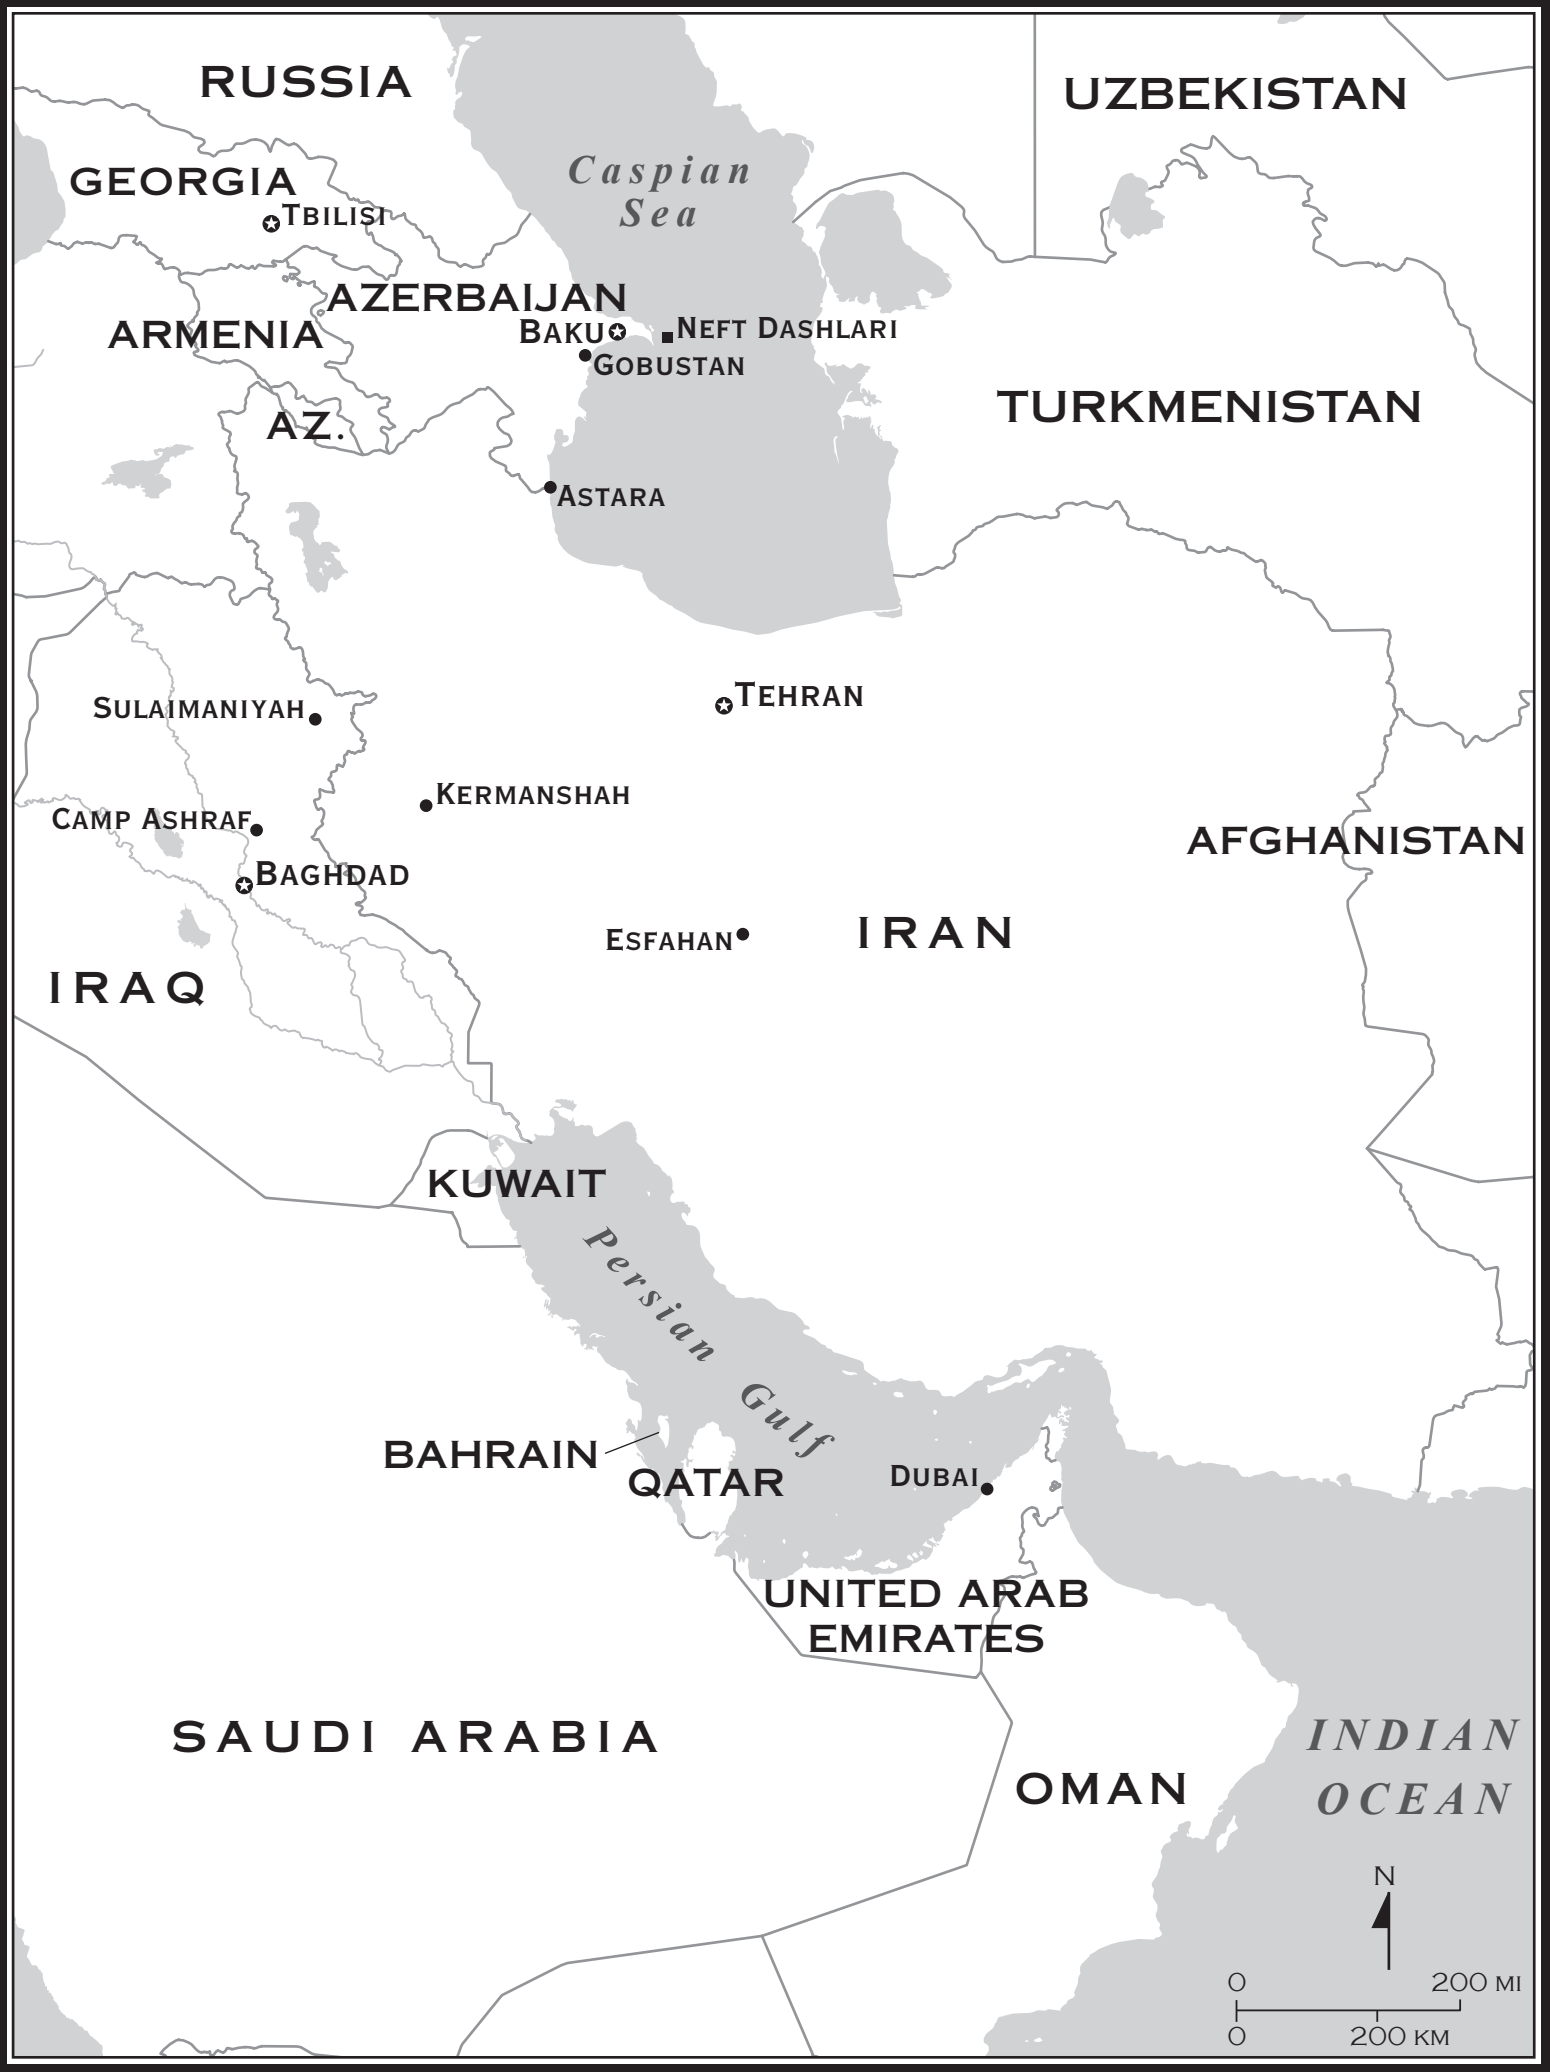 RUSSIA
UZBEKISTAN
Caspian
Sea
GEORGIA
TBILISI
AZERBAIJAN
ARMENIA
BAKU
NEFT DASHLARI
GOBUSTAN
TURKMENISTAN
AZ.
ASTARA
TEHRAN
SULAIMANIYAH
KERMANSHAH
CAMP ASHRAF
AFGHANISTAN
BAGHDAD
ESFAHAN
IRAN
IRAQ
KUWAIT
Persian Gulf
BAHRAIN
QATAR
DUBAI
UNITED ARAB
EMIRATES
SAUDI ARABIA
INDIAN
OCEAN
OMAN
N
0 200 MI
0 200 KM